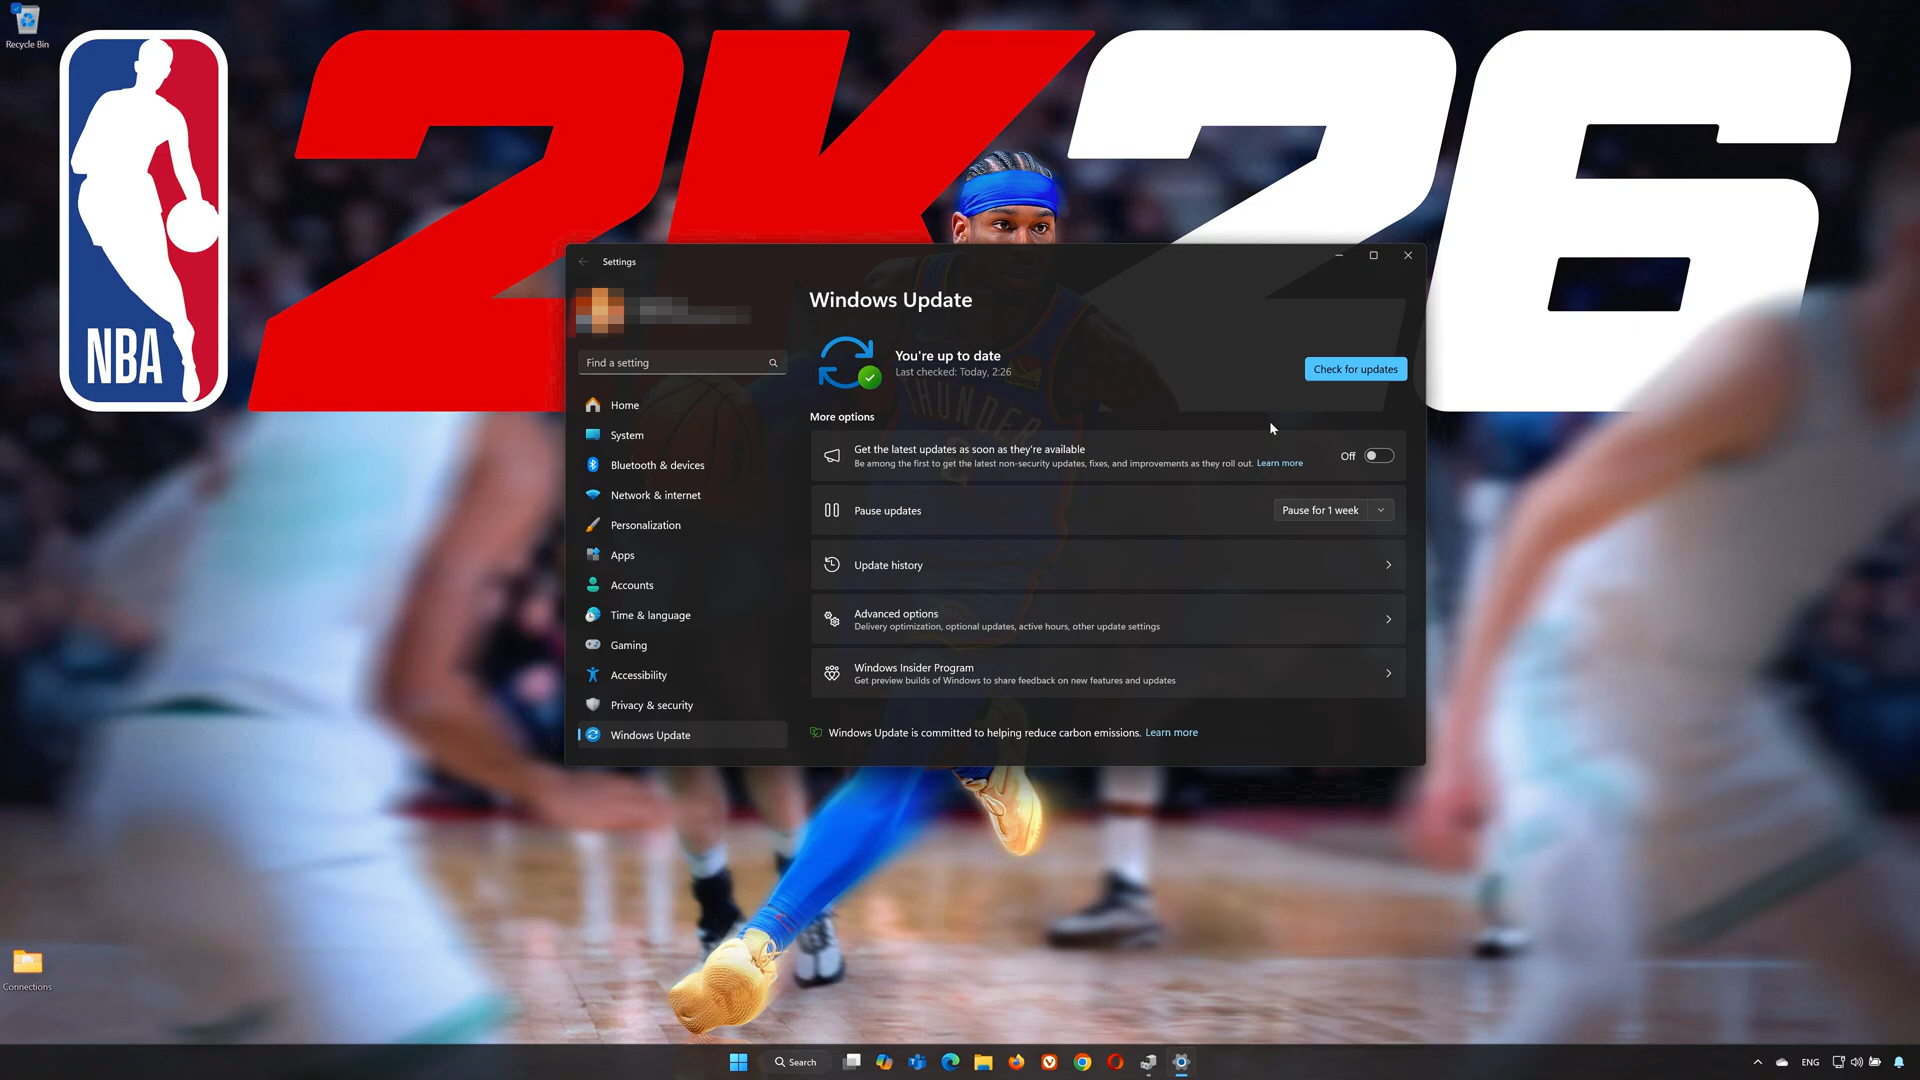 Recycle Bin
NBA
2K26
Settings
Find a setting
Home
System
Bluetooth & devices
Network & internet
Personalization
Apps
Accounts
Time & language
Gaming
Accessibility
Privacy & security
Windows Update
Windows Update
You're up to date
Last checked: Today, 2:26
Check for updates
THUNDER
More options
Get the latest updates as soon as they're available
Be among the first to get the latest non-security updates, fixes, and improvements as they roll out. Learn more
Off
Pause updates
Pause for 1 week
Update history
Advanced options
Delivery optimization, optional updates, active hours, other update settings
Windows Insider Program
Get preview builds of Windows to share feedback on new features and updates
Windows Update is committed to helping reduce carbon emissions. Learn more
Connections
Search
ENG